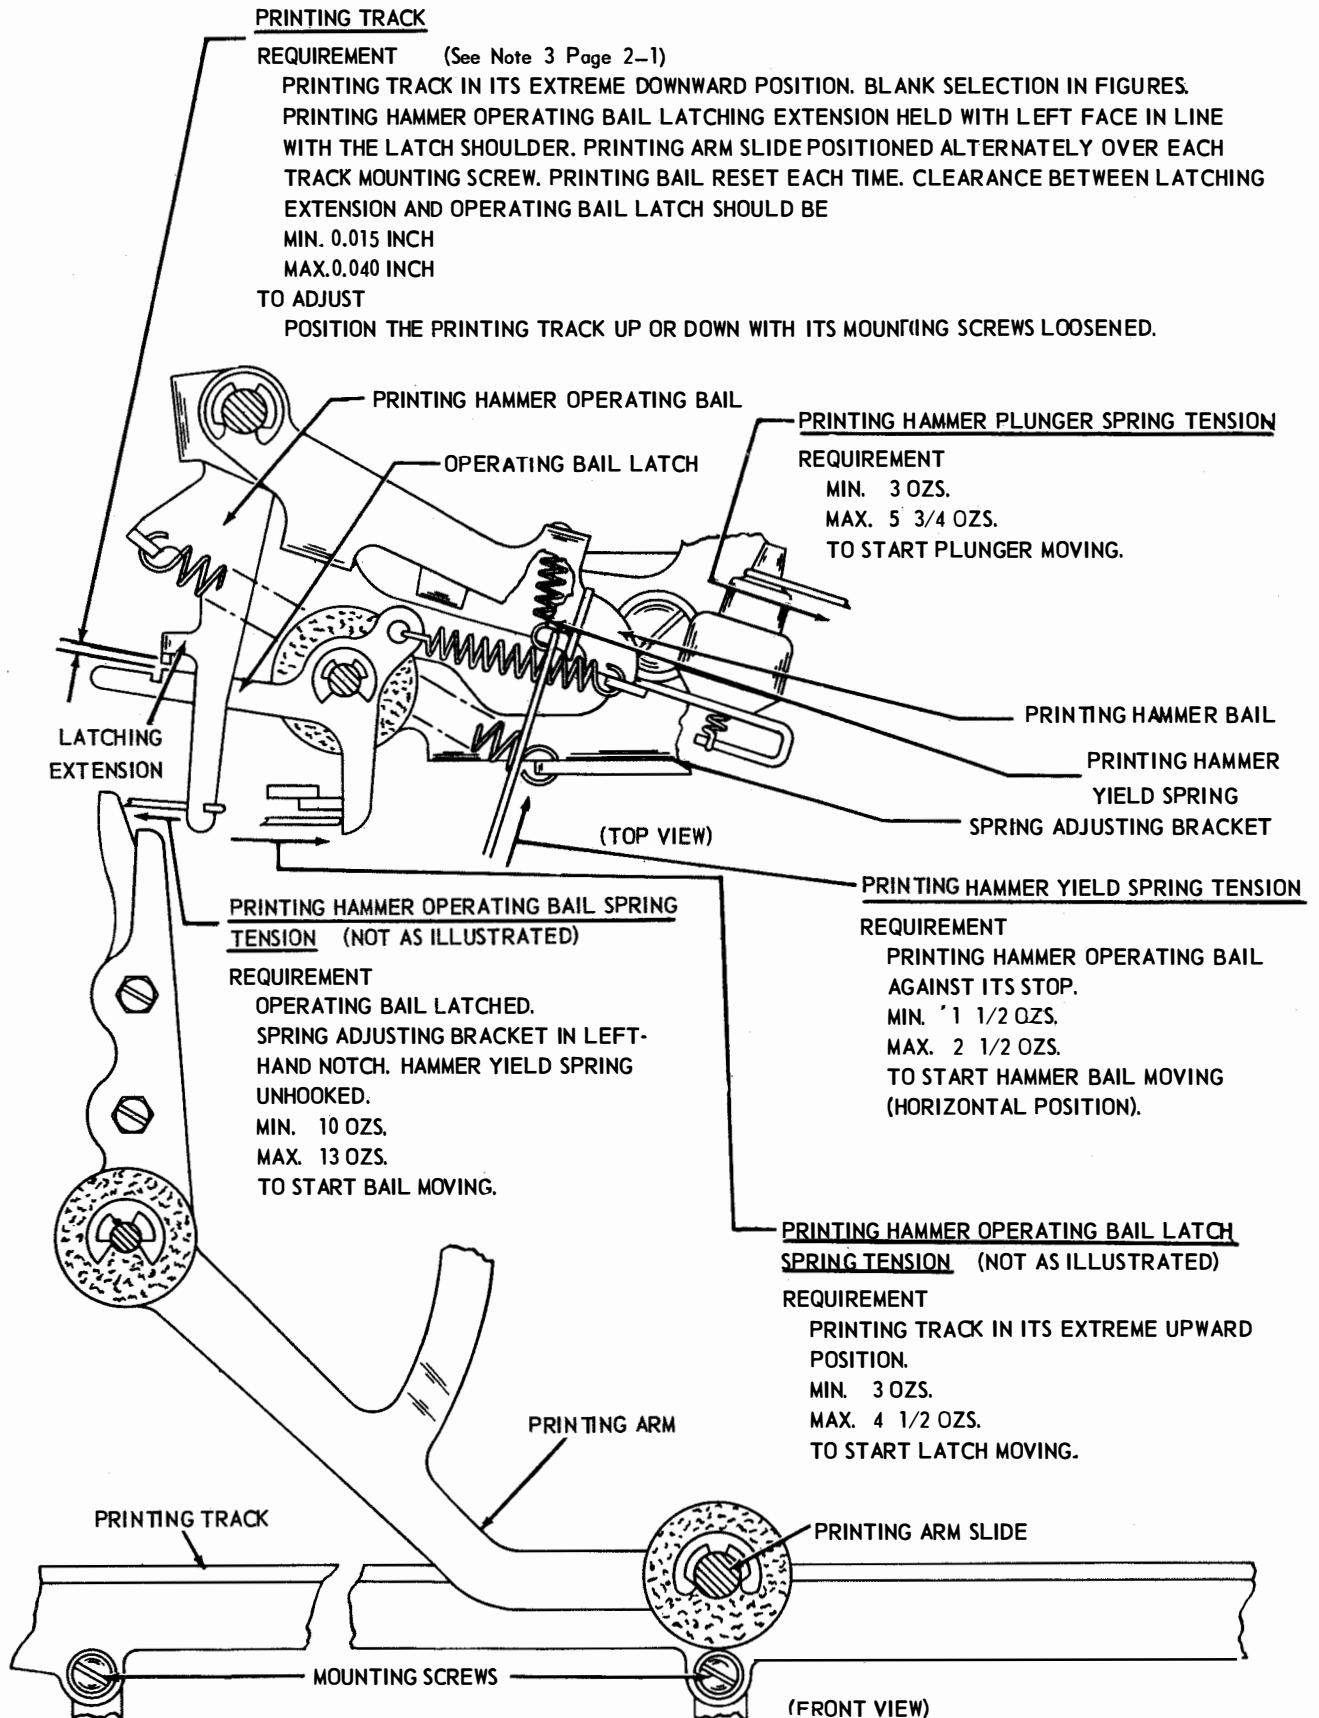 PRINTING TRACK
REQUIREMENT (See Note 3 Page 2-1)
PRINTING TRACK IN ITS EXTREME DOWNWARD POSITION. BLANK SELECTION IN FIGURES.
PRINTING HAMMER OPERATING BAIL LATCHING EXTENSION HELD WITH LEFT FACE IN LINE
WITH THE LATCH SHOULDER. PRINTING ARM SLIDE POSITIONED ALTERNATELY OVER EACH
TRACK MOUNTING SCREW. PRINTING BAIL RESET EACH TIME. CLEARANCE BETWEEN LATCHING
EXTENSION AND OPERATING BAIL LATCH SHOULD BE
MIN. 0.015 INCH
MAX. 0.040 INCH
TO ADJUST
POSITION THE PRINTING TRACK UP OR DOWN WITH ITS MOUNTING SCREWS LOOSENED.
PRINTING HAMMER OPERATING BAIL
OPERATING BAIL LATCH
PRINTING HAMMER PLUNGER SPRING TENSION
REQUIREMENT
MIN. 3 OZS.
MAX. 5 3/4 OZS.
TO START PLUNGER MOVING.
LATCHING
EXTENSION
PRINTING HAMMER BAIL
PRINTING HAMMER
YIELD SPRING
SPRING ADJUSTING BRACKET
(TOP VIEW)
PRINTING HAMMER OPERATING BAIL SPRING
TENSION (NOT AS ILLUSTRATED)
REQUIREMENT
OPERATING BAIL LATCHED.
SPRING ADJUSTING BRACKET IN LEFT-
HAND NOTCH. HAMMER YIELD SPRING
UNHOOKED.
MIN. 10 OZS.
MAX. 13 OZS.
TO START BAIL MOVING.
PRINTING HAMMER YIELD SPRING TENSION
REQUIREMENT
PRINTING HAMMER OPERATING BAIL
AGAINST ITS STOP.
MIN. 1 1/2 OZS.
MAX. 2 1/2 OZS.
TO START HAMMER BAIL MOVING
(HORIZONTAL POSITION).
PRINTING HAMMER OPERATING BAIL LATCH
SPRING TENSION (NOT AS ILLUSTRATED)
REQUIREMENT
PRINTING TRACK IN ITS EXTREME UPWARD
POSITION.
MIN. 3 OZS.
MAX. 4 1/2 OZS.
TO START LATCH MOVING.
PRINTING ARM
PRINTING TRACK
PRINTING ARM SLIDE
MOUNTING SCREWS
(FRONT VIEW)